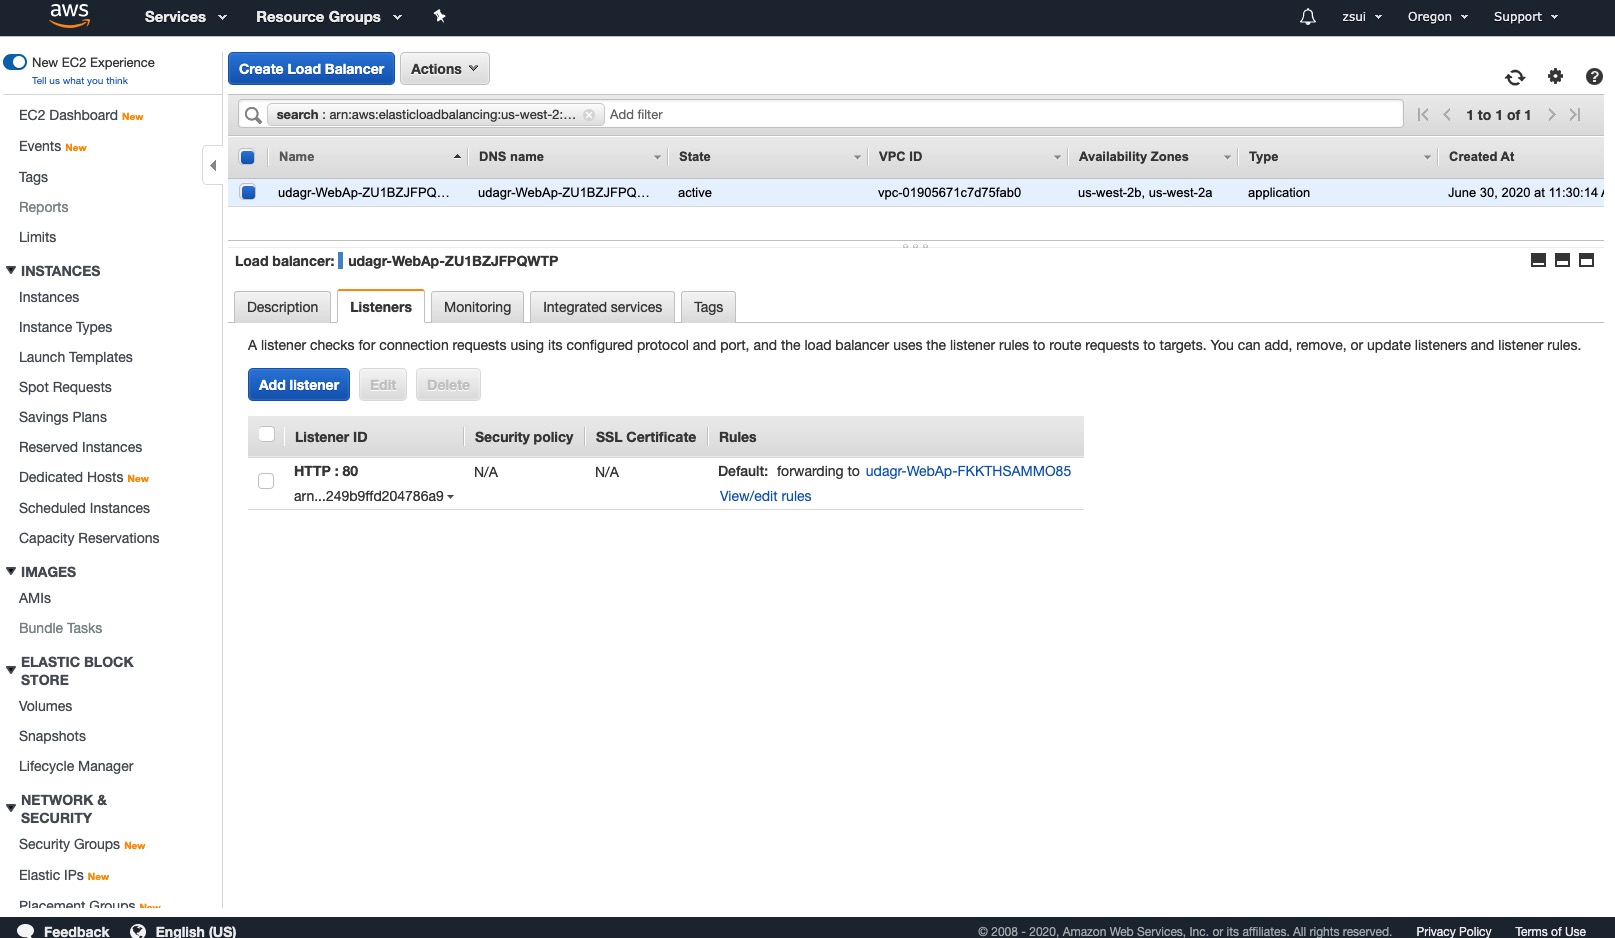 aws
Services
Resource Groups
zsui
Oregon
Support
New EC2 Experience
Tell us what you think
EC2 Dashboard New
Events New
Tags
Reports
Limits
INSTANCES
Instances
Instance Types
Launch Templates
Spot Requests
Savings Plans
Reserved Instances
Dedicated Hosts New
Scheduled Instances
Capacity Reservations
IMAGES
AMIs
Bundle Tasks
ELASTIC BLOCK
STORE
Volumes
Snapshots
Lifecycle Manager
NETWORK &
SECURITY
Security Groups New
Elastic IPs New
Placement Groups New
Create Load Balancer
Actions
search : arn:aws:elasticloadbalancing:us-west-2:... Add filter
1 to 1 of 1
Name DNS name State VPC ID Availability Zones Type Created At
udagr-WebAp-ZU1BZJFPQ... udagr-WebAp-ZU1BZJFPQ... active vpc-01905671c7d75fab0 us-west-2b, us-west-2a application June 30, 2020 at 11:30:14
Load balancer: udagr-WebAp-ZU1BZJFPQWTP
Description Listeners Monitoring Integrated services Tags
A listener checks for connection requests using its configured protocol and port, and the load balancer uses the listener rules to route requests to targets. You can add, remove, or update listeners and listener rules.
Add listener Edit Delete
Listener ID Security policy SSL Certificate Rules
HTTP : 80 N/A N/A Default: forwarding to udagr-WebAp-FKKTHSAMMO85
arn...249b9ffd204786a9 View/edit rules
Feedback English (US) © 2008 - 2020, Amazon Web Services, Inc. or its affiliates. All rights reserved. Privacy Policy Terms of Use